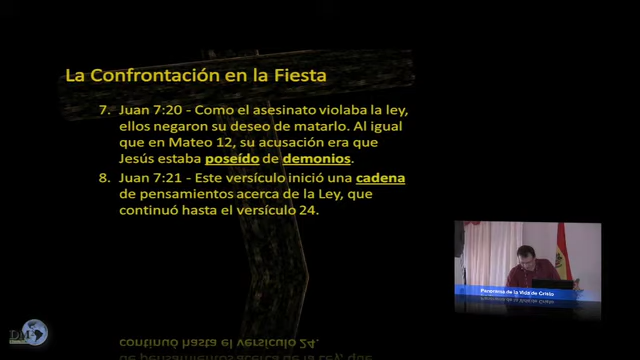 La Confrontación en la Fiesta
7. Juan 7:20 - Como el asesinato violaba la ley,
ellos negaron su deseo de matarlo. Al igual
que en Mateo 12, su acusación era que
Jesús estaba poseído de demonios.
8. Juan 7:21 - Este versículo inició una cadena
de pensamientos acerca de la Ley, que
continuó hasta el versículo 24.
Panorama de la Vida de Cristo
DM